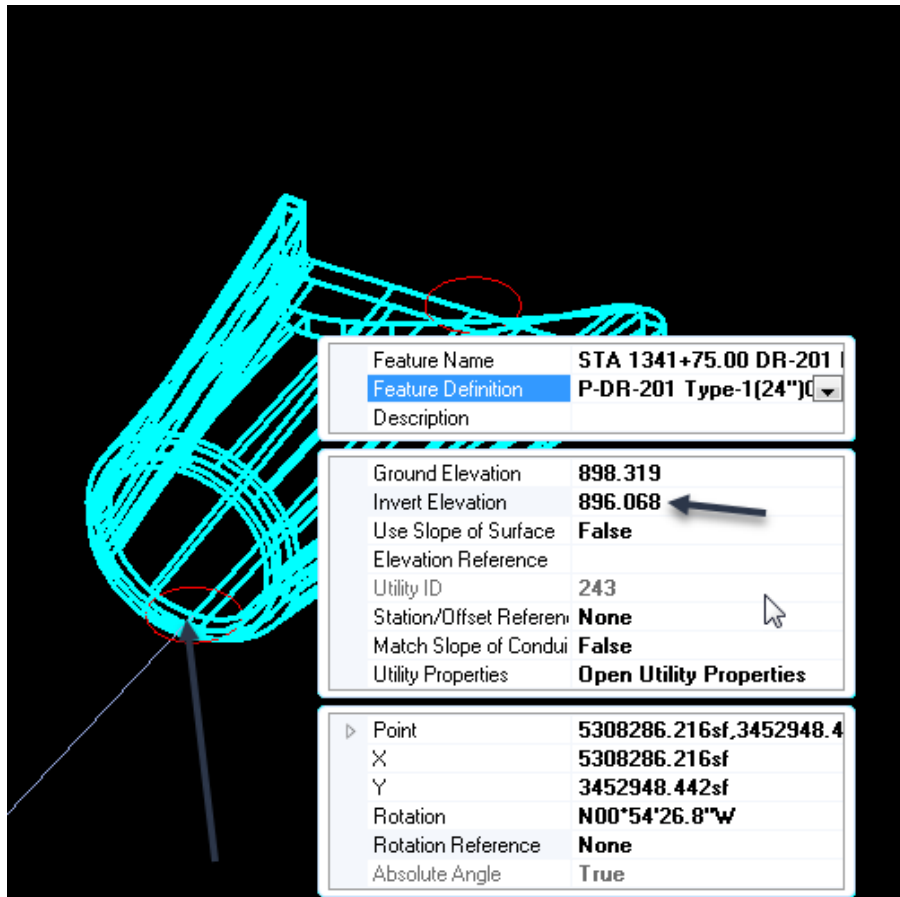 Feature Name STA 1341+75.00 DR-201
Feature Definition P-DR-201 Type-1(24")
Description
Ground Elevation 898.319
Invert Elevation 896.068
Use Slope of Surface False
Elevation Reference
Utility ID 243
Station/Offset Referen None
Match Slope of Condui False
Utility Properties Open Utility Properties
Point 5308286.216sf,3452948.4
X 5308286.216sf
Y 3452948.442sf
Rotation N00°54'26.8"W
Rotation Reference None
Absolute Angle True